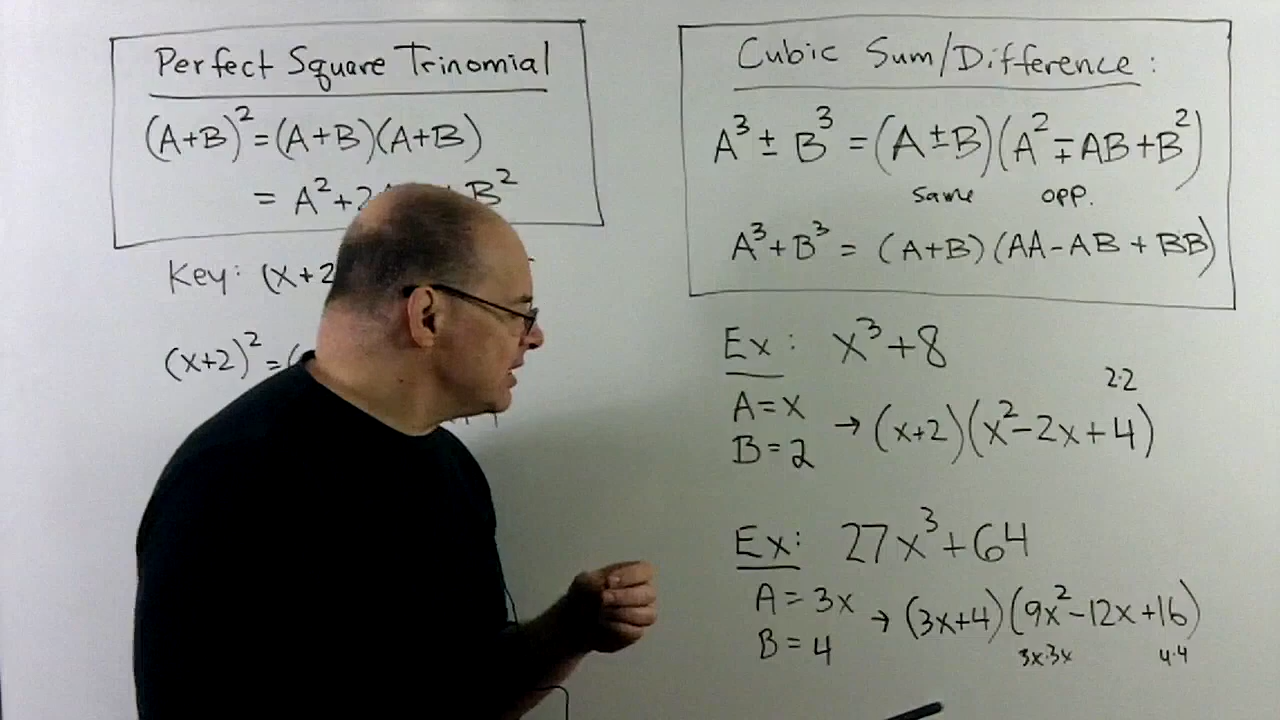 Perfect Square Trinomial
(A+B)² = (A+B)(A+B)
= A²+2 B²
Key: (x+2
(x+2)² = (
Cubic Sum/Difference:
A³ ± B³ = (A ± B)(A² ∓ AB + B²)
same opp.
A³ + B³ = (A+B)(AA - AB + BB)
Ex: x³+8
2·2
A=x
B=2 → (x+2)(x²-2x+4)
Ex: 27x³+64
A=3x → (3x+4)(9x²-12x+16)
B=4
3x·3x 4·4